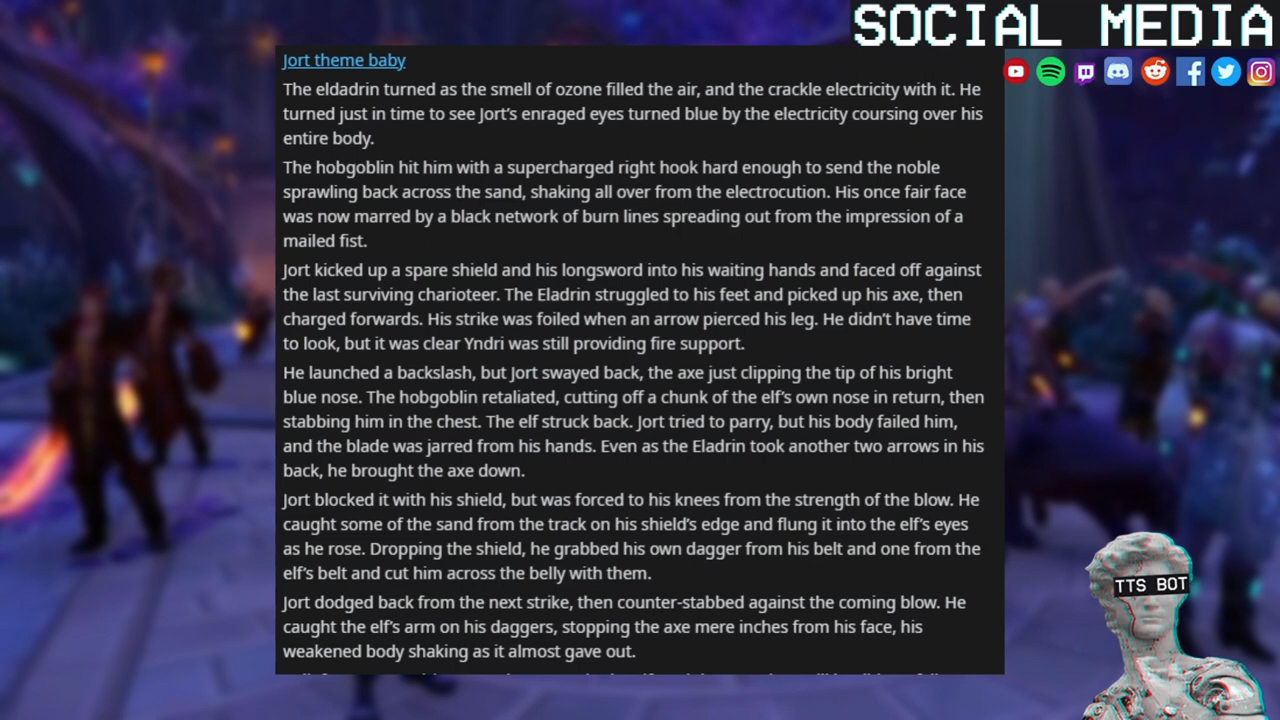 SOCIAL MEDIA
Jort theme baby
The eldadrin turned as the smell of ozone filled the air, and the crackle electricity with it. He
turned just in time to see Jort's enraged eyes turned blue by the electricity coursing over his
entire body.
The hobgoblin hit him with a supercharged right hook hard enough to send the noble
sprawling back across the sand, shaking all over from the electrocution. His once fair face
was now marred by a black network of burn lines spreading out from the impression of a
mailed fist.
Jort kicked up a spare shield and his longsword into his waiting hands and faced off against
the last surviving charioteer. The Eladrin struggled to his feet and picked up his axe, then
charged forwards. His strike was foiled when an arrow pierced his leg. He didn't have time
to look, but it was clear Yndri was still providing fire support.
He launched a backslash, but Jort swayed back, the axe just clipping the tip of his bright
blue nose. The hobgoblin retaliated, cutting off a chunk of the elf's own nose in return, then
stabbing him in the chest. The elf struck back. Jort tried to parry, but his body failed him,
and the blade was jarred from his hands. Even as the Eladrin took another two arrows in his
back, he brought the axe down.
Jort blocked it with his shield, but was forced to his knees from the strength of the blow. He
caught some of the sand from the track on his shield's edge and flung it into the elf's eyes
as he rose. Dropping the shield, he grabbed his own dagger from his belt and one from the
elf's belt and cut him across the belly with them.
Jort dodged back from the next strike, then counter-stabbed against the coming blow. He
caught the elf's arm on his daggers, stopping the axe mere inches from his face, his
weakened body shaking as it almost gave out.
TTS BOT